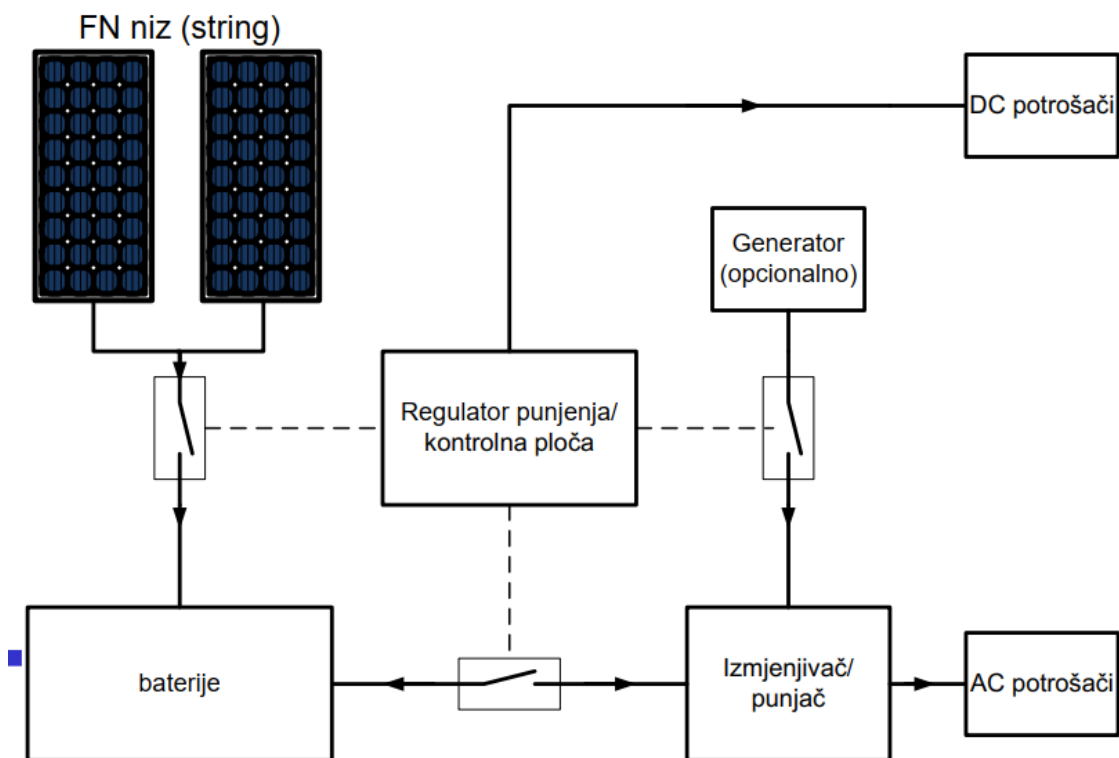 FN niz (string)
DC potrošači
Generator
(opcionalno)
Regulator punjenja/
kontrolna ploča
baterije
Izmjenjivač/
punjač
AC potrošači